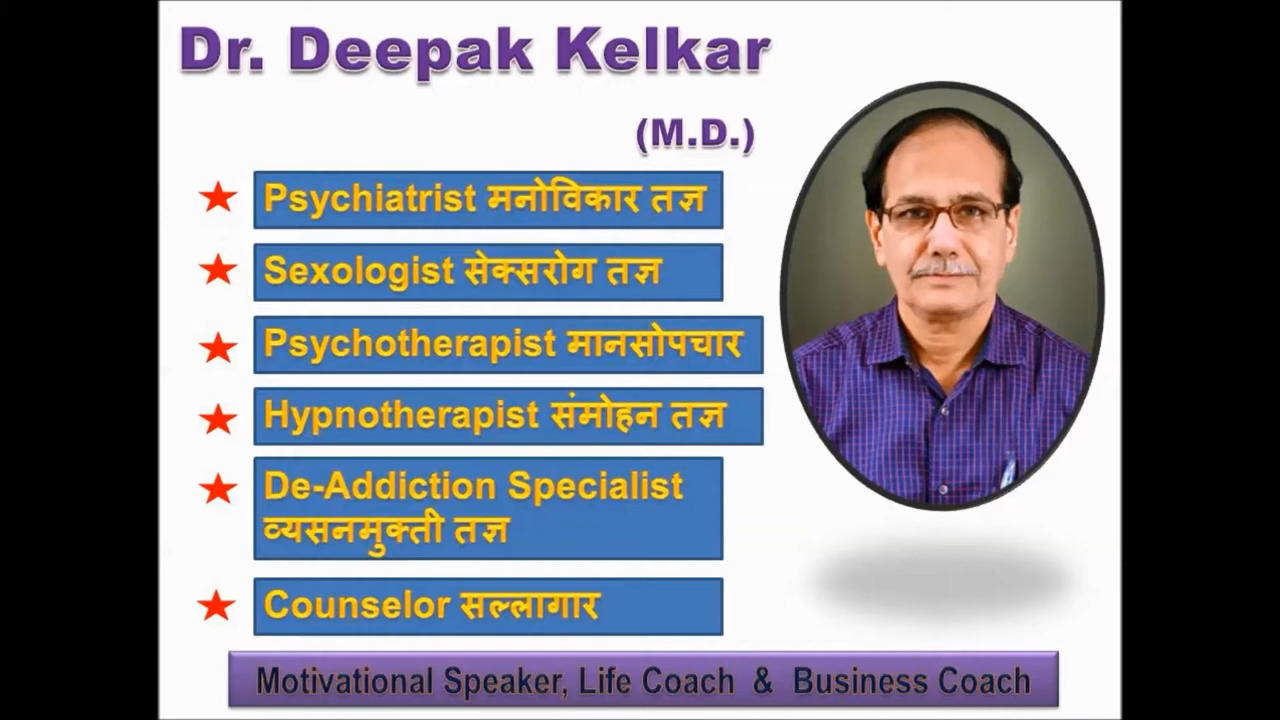 Dr. Deepak Kelkar
(M.D.)
Psychiatrist मनोविकार तज्ञ
Sexologist सेक्सरोग तज्ञ
Psychotherapist मानसोपचार
Hypnotherapist संमोहन तज्ञ
De-Addiction Specialist
व्यसनमुक्ती तज्ञ
Counselor सल्लागार
Motivational Speaker, Life Coach & Business Coach